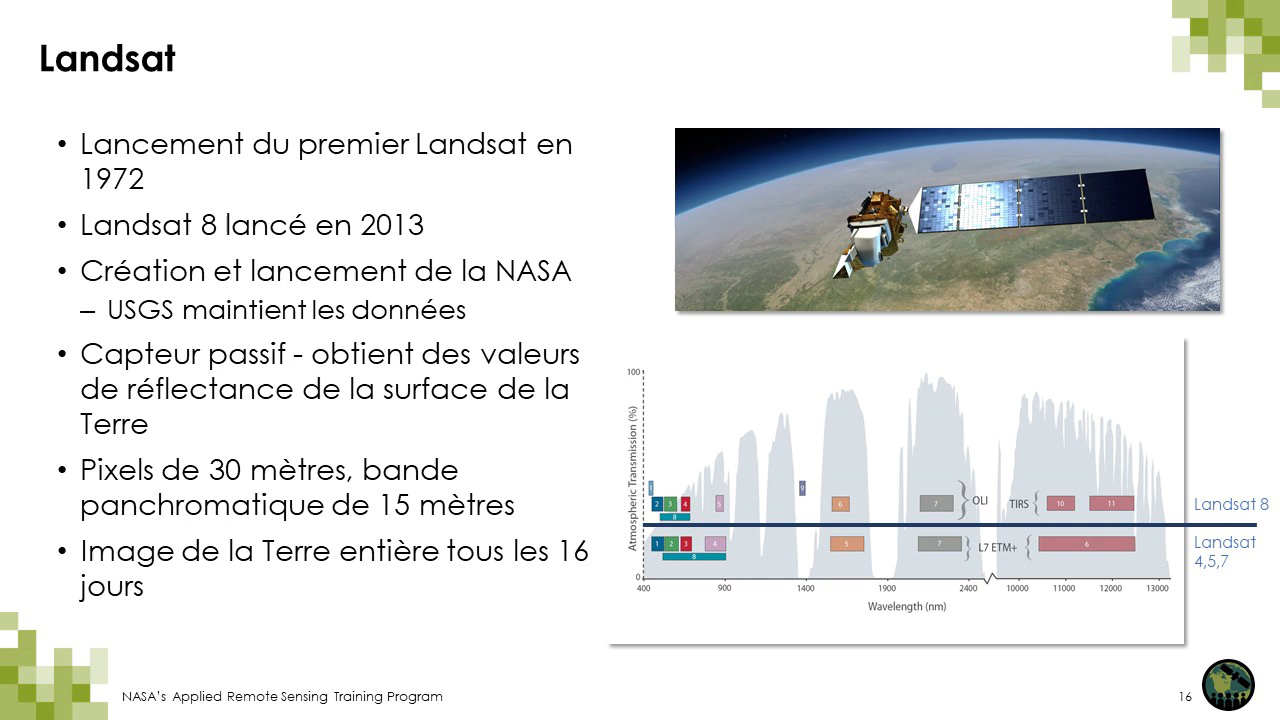 Landsat
• Lancement du premier Landsat en
1972
• Landsat 8 lancé en 2013
• Création et lancement de la NASA
– USGS maintient les données
• Capteur passif - obtient des valeurs
de réflectance de la surface de la
Terre
• Pixels de 30 mètres, bande
panchromatique de 15 mètres
• Image de la Terre entière tous les 16
jours
Atmospheric Transmission (%)
100
0
1
9
2 3 4 5 6 7 OLI TIRS 10 11
8
Landsat 8
1 2 3 4 5 7 L7 ETM+ 6
8
Landsat
4,5,7
400 900 1400 1900 2400 10000 11000 12000 13000
Wavelength (nm)
NASA's Applied Remote Sensing Training Program
16